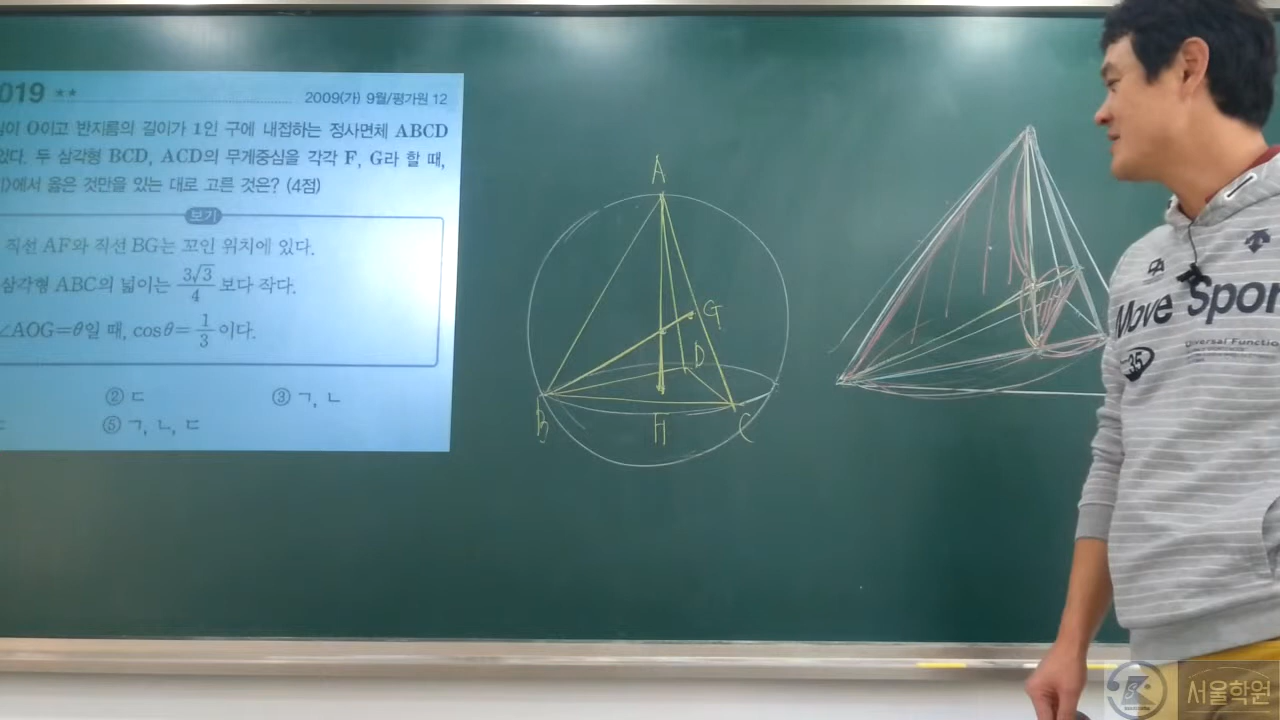 019 ★★
2009(가) 9월/평가원 12
이 O이고 반지름의 길이가 1인 구에 내접하는 정사면체 ABCD
있다. 두 삼각형 BCD, ACD의 무게중심을 각각 F, G라 할 때,
에서 옳은 것만을 있는 대로 고른 것은? (4점)
보기
직선 AF와 직선 BG는 꼬인 위치에 있다.
삼각형 ABC의 넓이는 3√3/4 보다 작다.
∠AOG=θ일 때, cosθ=1/3 이다.
② ㄷ
③ ㄱ, ㄴ
ㄷ
⑤ ㄱ, ㄴ, ㄷ
A
G
D
B
H
C
Move Spor
Universal Functio
35
서울학원